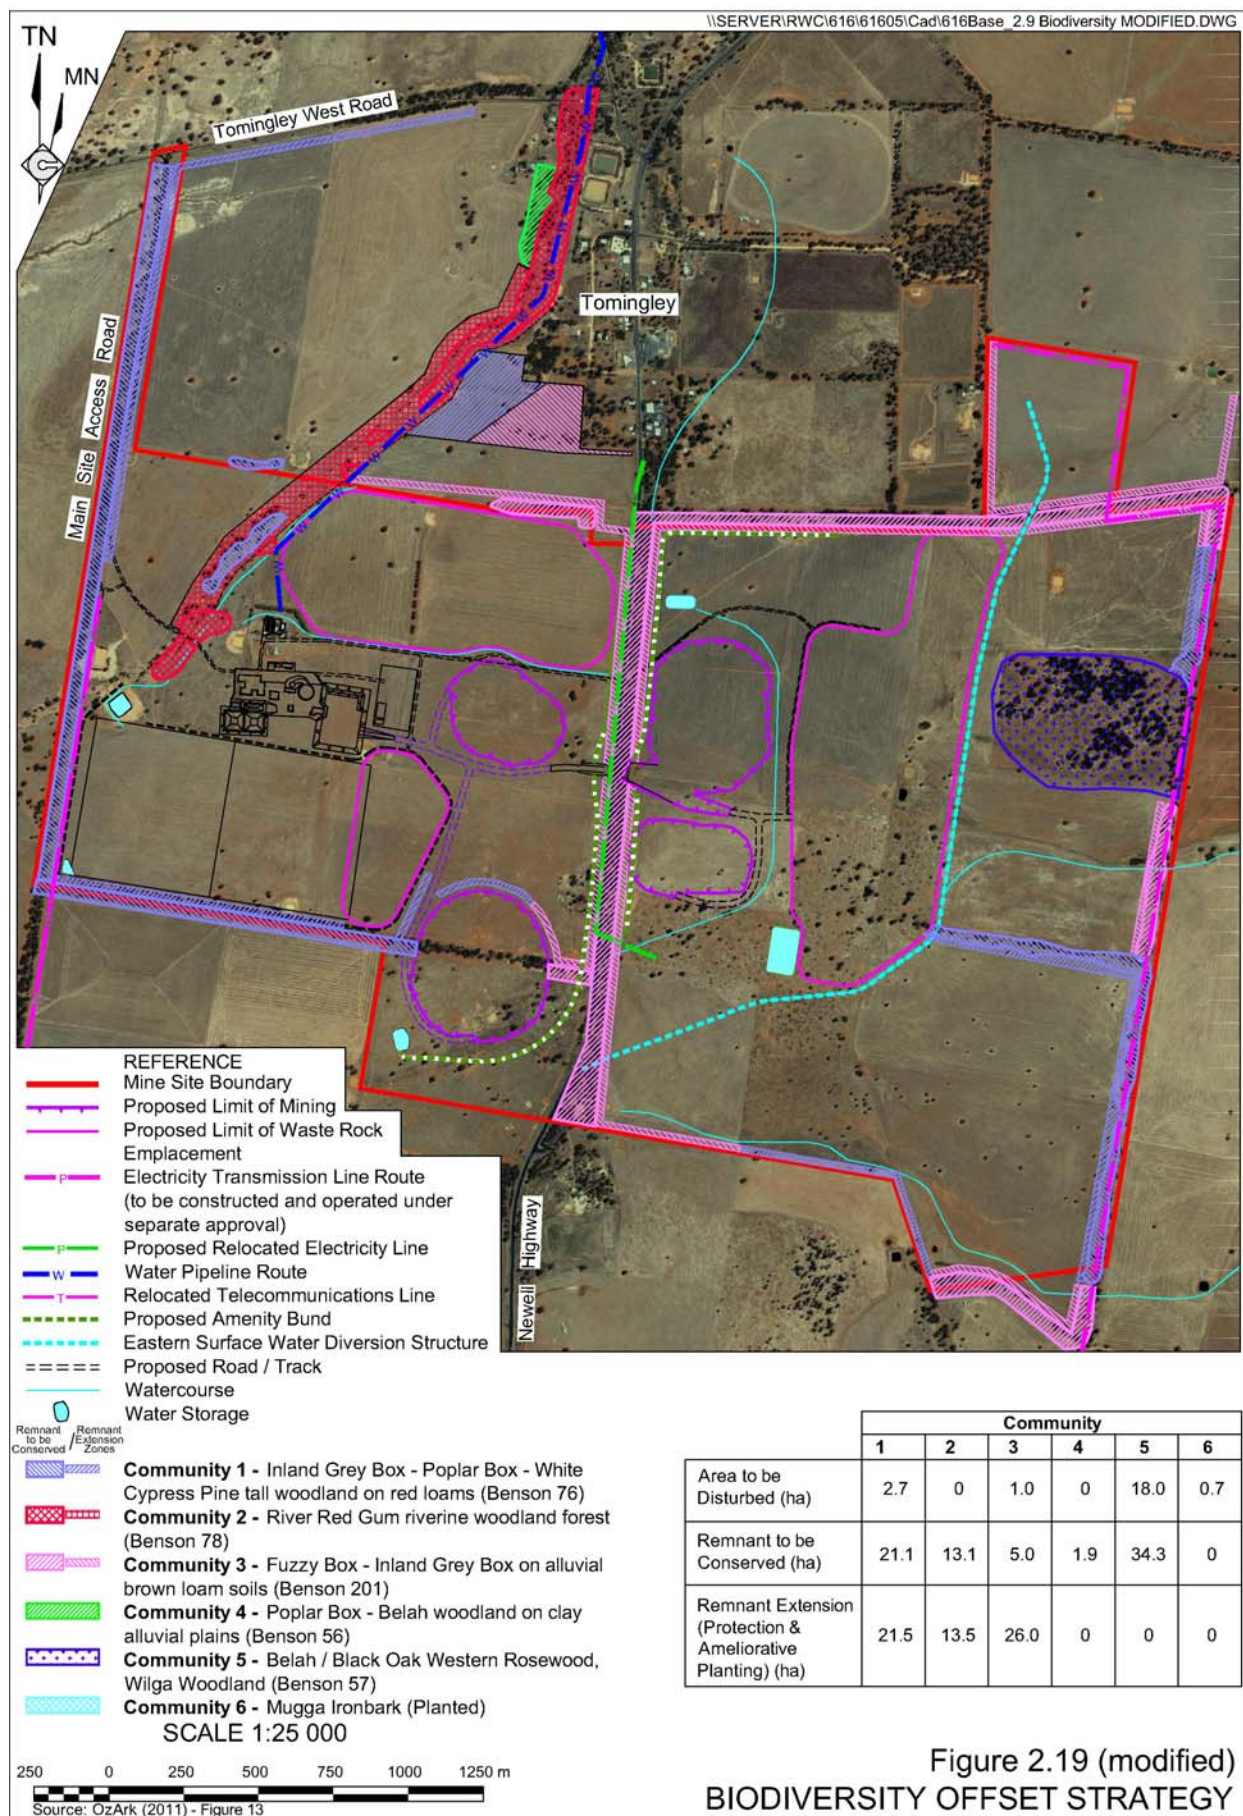 \\SERVER\RWC\616\61605\Cad\616Base_2.9 Biodiversity MODIFIED.DWG
TN
MN
Tomingley West Road
Tomingley
Main Site Access Road
Newell Highway
REFERENCE
Mine Site Boundary
Proposed Limit of Mining
Proposed Limit of Waste Rock
Emplacement
P Electricity Transmission Line Route
(to be constructed and operated under
separate approval)
P Proposed Relocated Electricity Line
W Water Pipeline Route
T Relocated Telecommunications Line
Proposed Amenity Bund
Eastern Surface Water Diversion Structure
Proposed Road / Track
Watercourse
Water Storage
Remnant to be Conserved / Remnant Extension Zones
Community 1 - Inland Grey Box - Poplar Box - White
Cypress Pine tall woodland on red loams (Benson 76)
Community 2 - River Red Gum riverine woodland forest
(Benson 78)
Community 3 - Fuzzy Box - Inland Grey Box on alluvial
brown loam soils (Benson 201)
Community 4 - Poplar Box - Belah woodland on clay
alluvial plains (Benson 56)
Community 5 - Belah / Black Oak Western Rosewood,
Wilga Woodland (Benson 57)
Community 6 - Mugga Ironbark (Planted)
SCALE 1:25 000
250 0 250 500 750 1000 1250 m
Source: OzArk (2011) - Figure 13
Community
1 2 3 4 5 6
Area to be
Disturbed (ha) 2.7 0 1.0 0 18.0 0.7
Remnant to be
Conserved (ha) 21.1 13.1 5.0 1.9 34.3 0
Remnant Extension
(Protection &
Ameliorative
Planting) (ha) 21.5 13.5 26.0 0 0 0
Figure 2.19 (modified)
BIODIVERSITY OFFSET STRATEGY